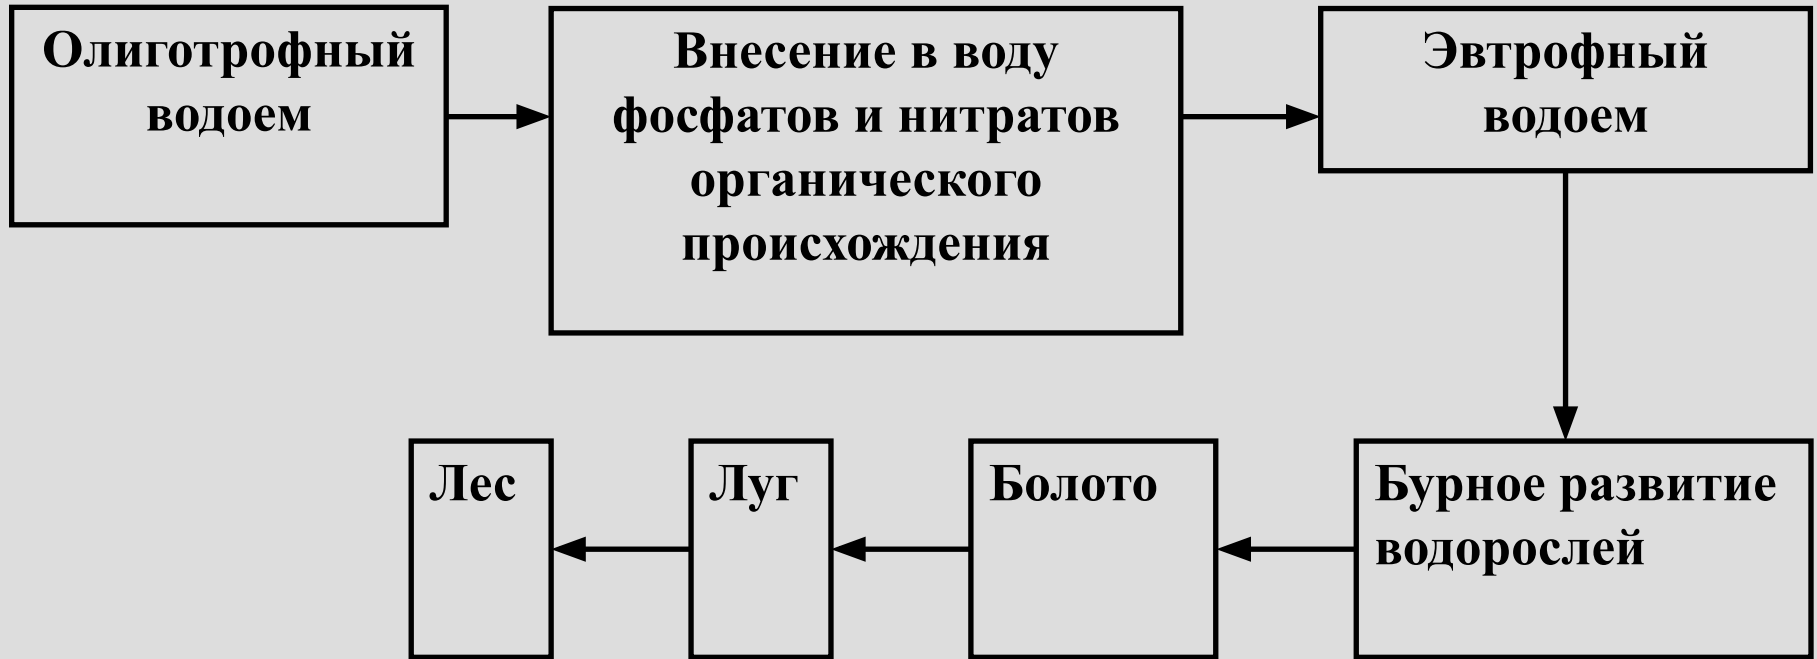 Олиготрофный
водоем
Внесение в воду
фосфатов и нитратов
органического
происхождения
Эвтрофный
водоем
Бурное развитие
водорослей
Болото
Луг
Лес